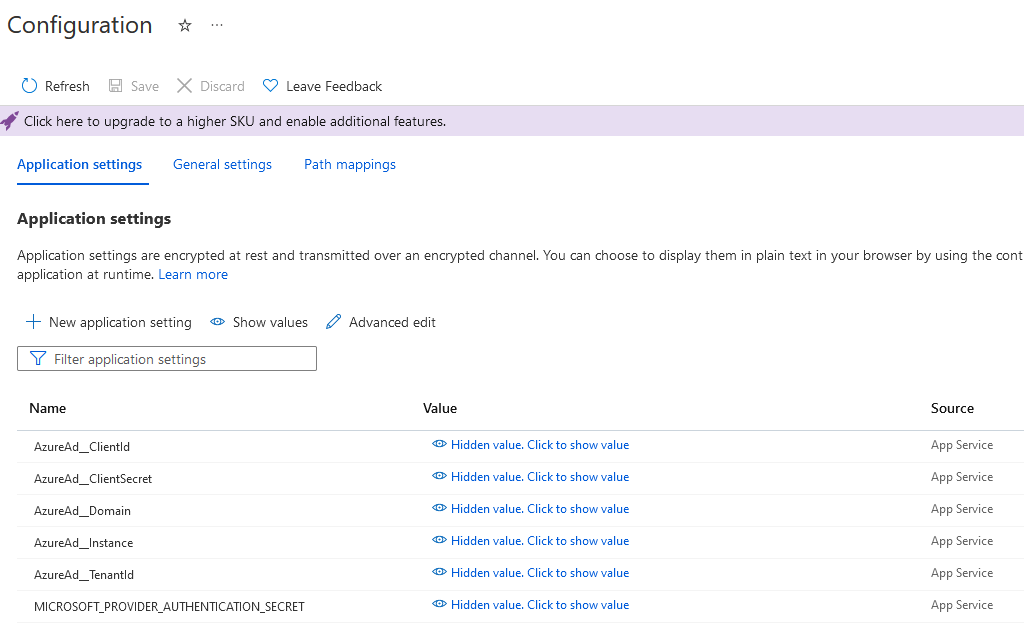 Configuration
Refresh Save Discard Leave Feedback
Click here to upgrade to a higher SKU and enable additional features.
Application settings General settings Path mappings
Application settings
Application settings are encrypted at rest and transmitted over an encrypted channel. You can choose to display them in plain text in your browser by using the cont
application at runtime. Learn more
New application setting Show values Advanced edit
Filter application settings
Name Value Source
AzureAd__ClientId Hidden value. Click to show value App Service
AzureAd__ClientSecret Hidden value. Click to show value App Service
AzureAd__Domain Hidden value. Click to show value App Service
AzureAd__Instance Hidden value. Click to show value App Service
AzureAd__TenantId Hidden value. Click to show value App Service
MICROSOFT_PROVIDER_AUTHENTICATION_SECRET Hidden value. Click to show value App Service